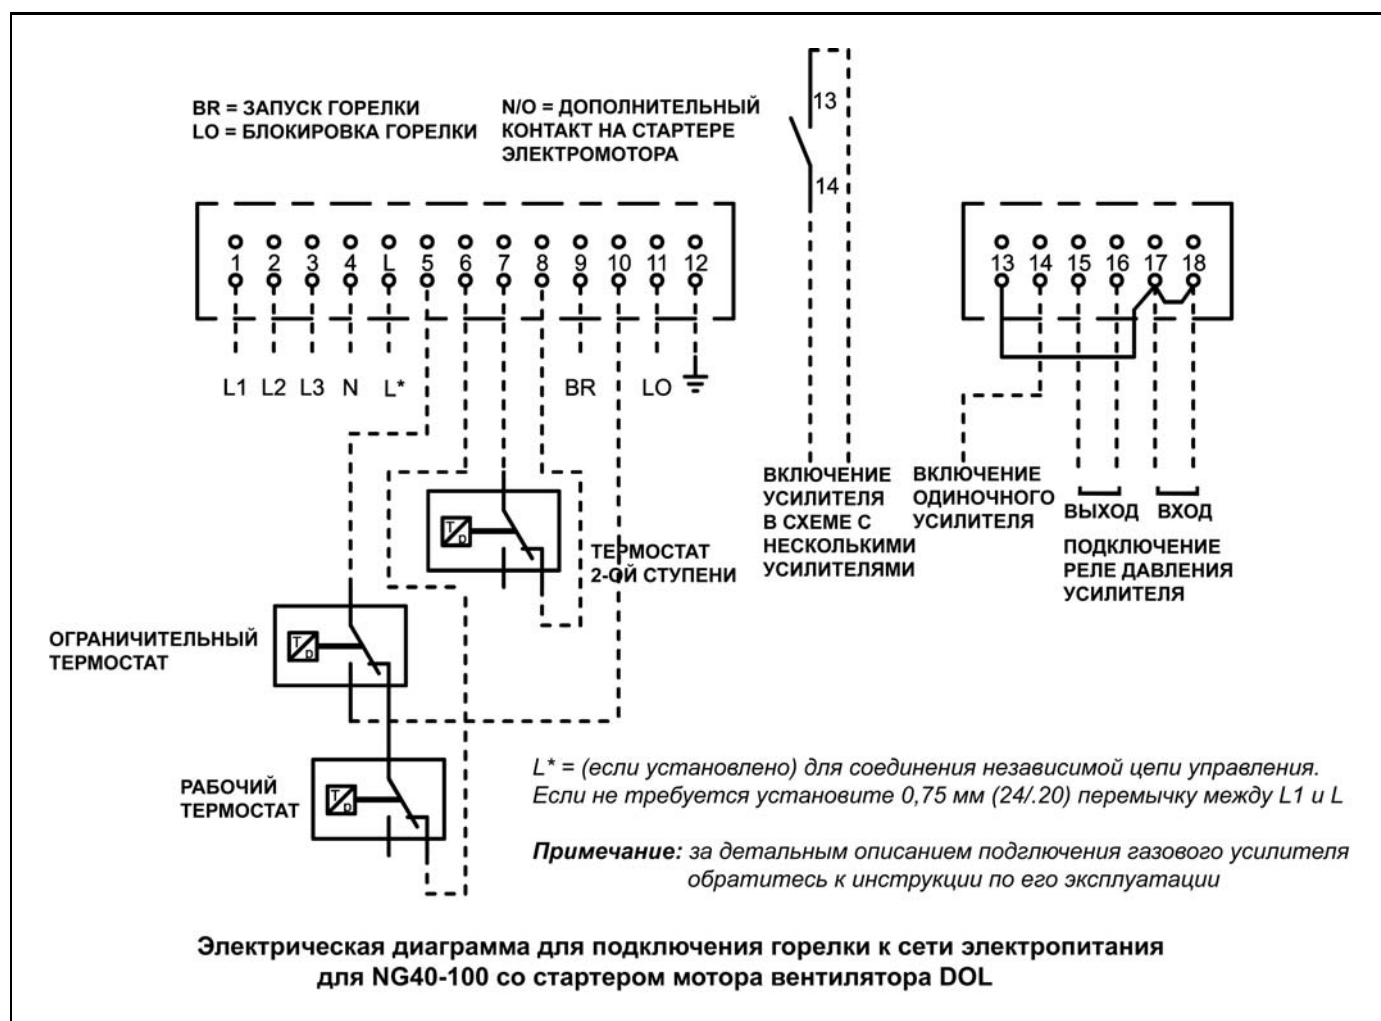 BR = ЗАПУСК ГОРЕЛКИ
LO = БЛОКИРОВКА ГОРЕЛКИ
N/O = ДОПОЛНИТЕЛЬНЫЙ
КОНТАКТ НА СТАРТЕРЕ
ЭЛЕКТРОМОТОРА
13
14
1 2 3 4 L 5 6 7 8 9 10 11 12
13 14 15 16 17 18
L1 L2 L3 N L* BR LO
ВКЛЮЧЕНИЕ
УСИЛИТЕЛЯ
В СХЕМЕ С
НЕСКОЛЬКИМИ
УСИЛИТЕЛЯМИ
ВКЛЮЧЕНИЕ
ОДИНОЧНОГО
УСИЛИТЕЛЯ
ВЫХОД ВХОД
ПОДКЛЮЧЕНИЕ
РЕЛЕ ДАВЛЕНИЯ
УСИЛИТЕЛЯ
T
p
ТЕРМОСТАТ
2-ОЙ СТУПЕНИ
ОГРАНИЧИТЕЛЬНЫЙ
ТЕРМОСТАТ
T
p
РАБОЧИЙ
ТЕРМОСТАТ
T
p
L* = (если установлено) для соединения независимой цепи управления.
Если не требуется установите 0,75 мм (24/.20) перемычку между L1 и L
Примечание: за детальным описанием подглючения газового усилителя
обратитесь к инструкции по его эксплуатации
Электрическая диаграмма для подключения горелки к сети электропитания
для NG40-100 со стартером мотора вентилятора DOL